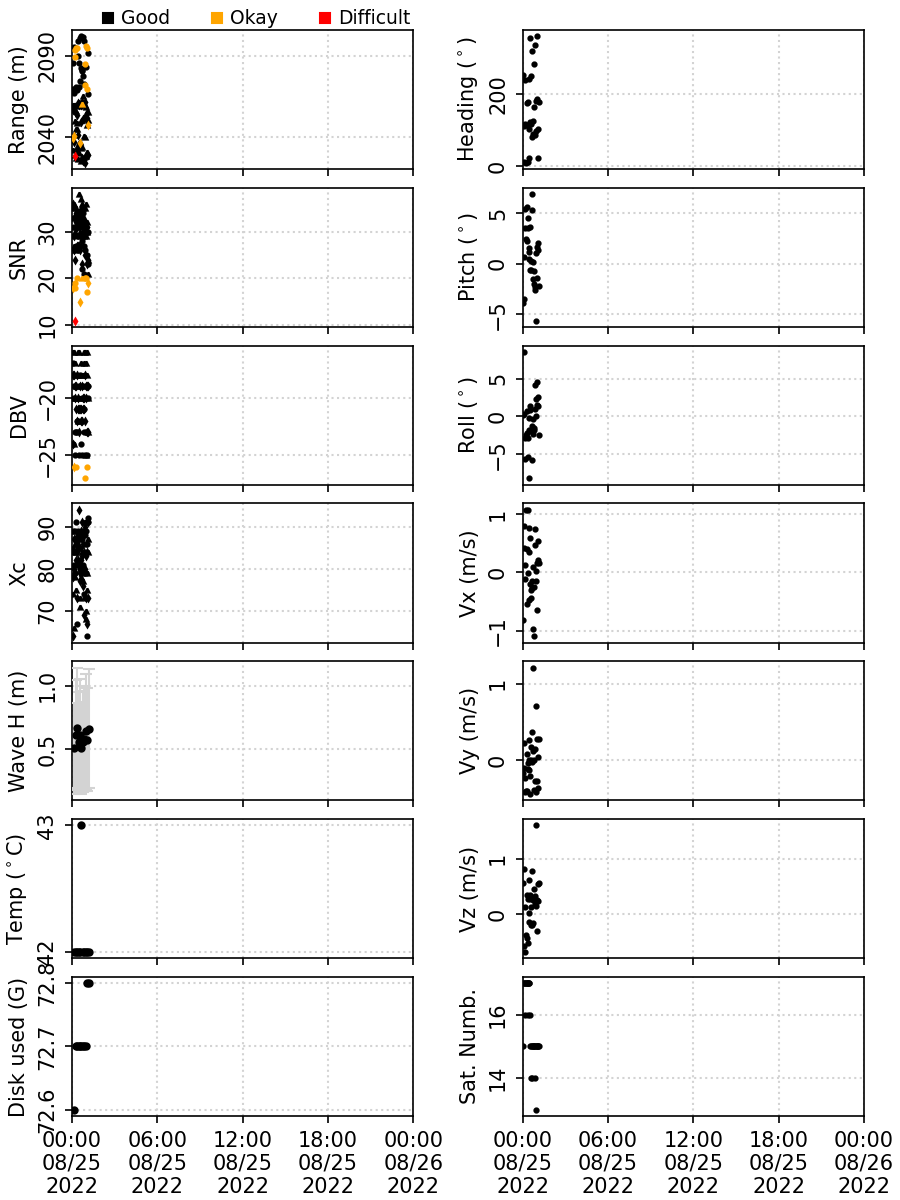 Good Okay Difficult
Range (m)
2090
2040
Heading (°)
200
0
SNR
30
20
10
Pitch (°)
5
0
−5
DBV
−20
−25
Roll (°)
5
0
−5
Xc
90
80
70
Vx (m/s)
1
0
−1
Wave H (m)
1.0
0.5
Vy (m/s)
1
0
Temp (°C)
43
42
Vz (m/s)
1
0
Disk used (G)
72.8
72.7
72.6
Sat. Numb.
16
14
00:00 06:00 12:00 18:00 00:00
08/25 08/25 08/25 08/25 08/26
2022 2022 2022 2022 2022
00:00 06:00 12:00 18:00 00:00
08/25 08/25 08/25 08/25 08/26
2022 2022 2022 2022 2022